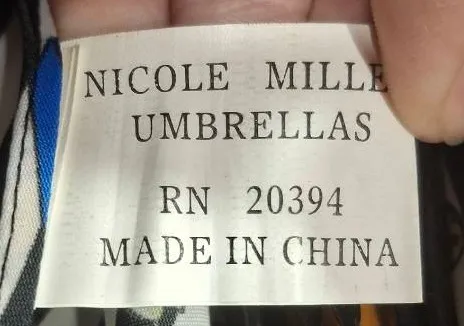 NICOLE MILLE
UMBRELLAS
RN 20394
MADE IN CHINA